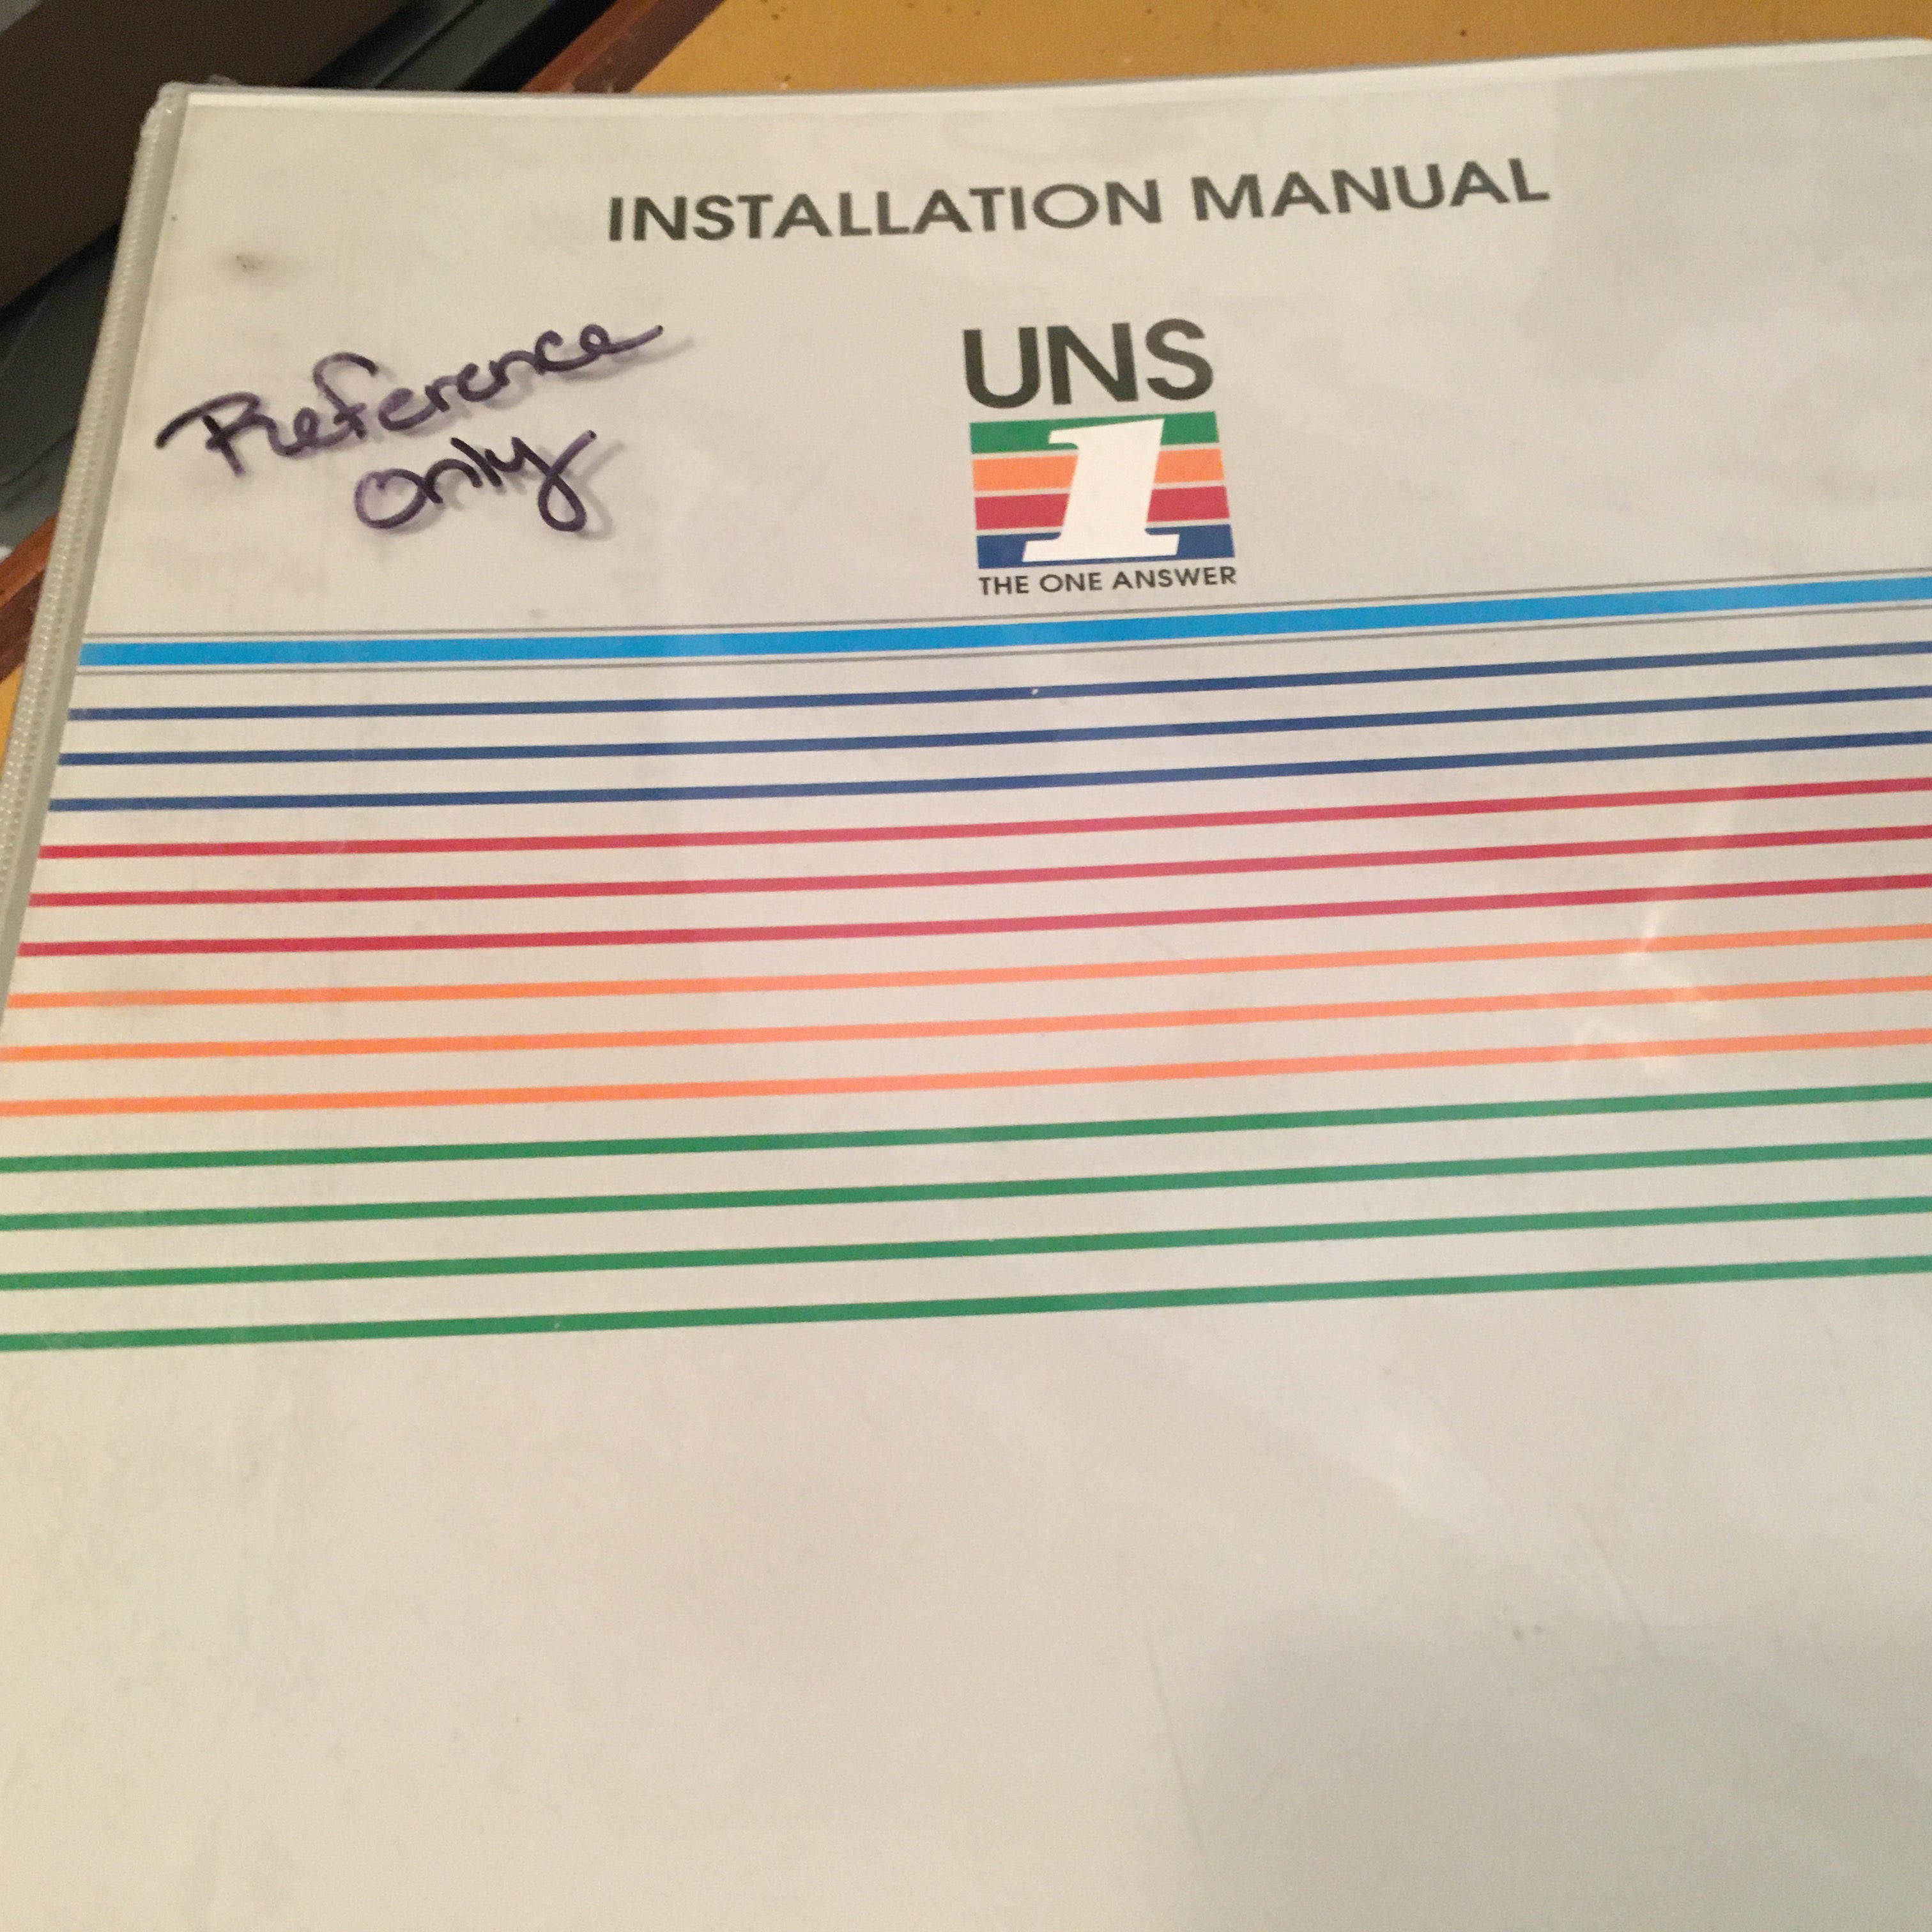 INSTALLATION MANUAL
Reference
only
UNS
1
THE ONE ANSWER